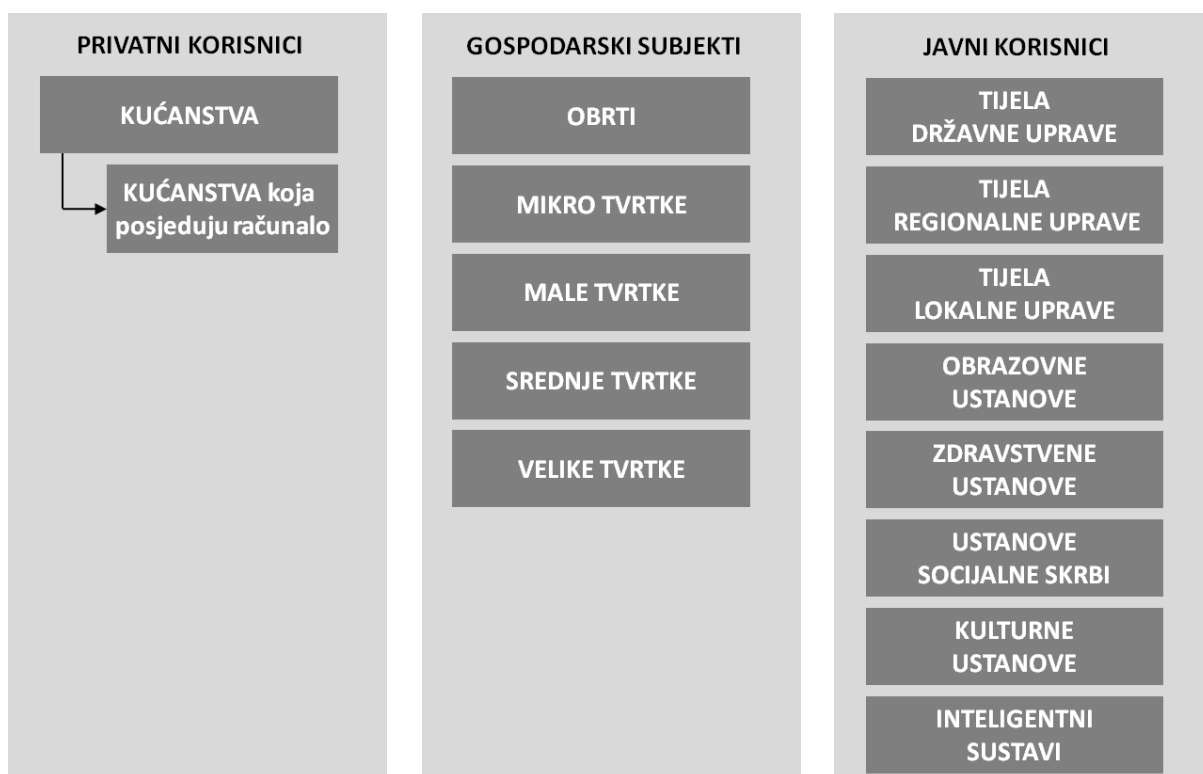 PRIVATNI KORISNICI
KUĆANSTVA
KUĆANSTVA koja
posjeduju računalo
GOSPODARSKI SUBJEKTI
OBRTI
MIKRO TVRTKE
MALE TVRTKE
SREDNJE TVRTKE
VELIKE TVRTKE
JAVNI KORISNICI
TIJELA
DRŽAVNE UPRAVE
TIJELA
REGIONALNE UPRAVE
TIJELA
LOKALNE UPRAVE
OBRAZOVNE
USTANOVE
ZDRAVSTVENE
USTANOVE
USTANOVE
SOCIJALNE SKRBI
KULTURNE
USTANOVE
INTELIGENTNI
SUSTAVI